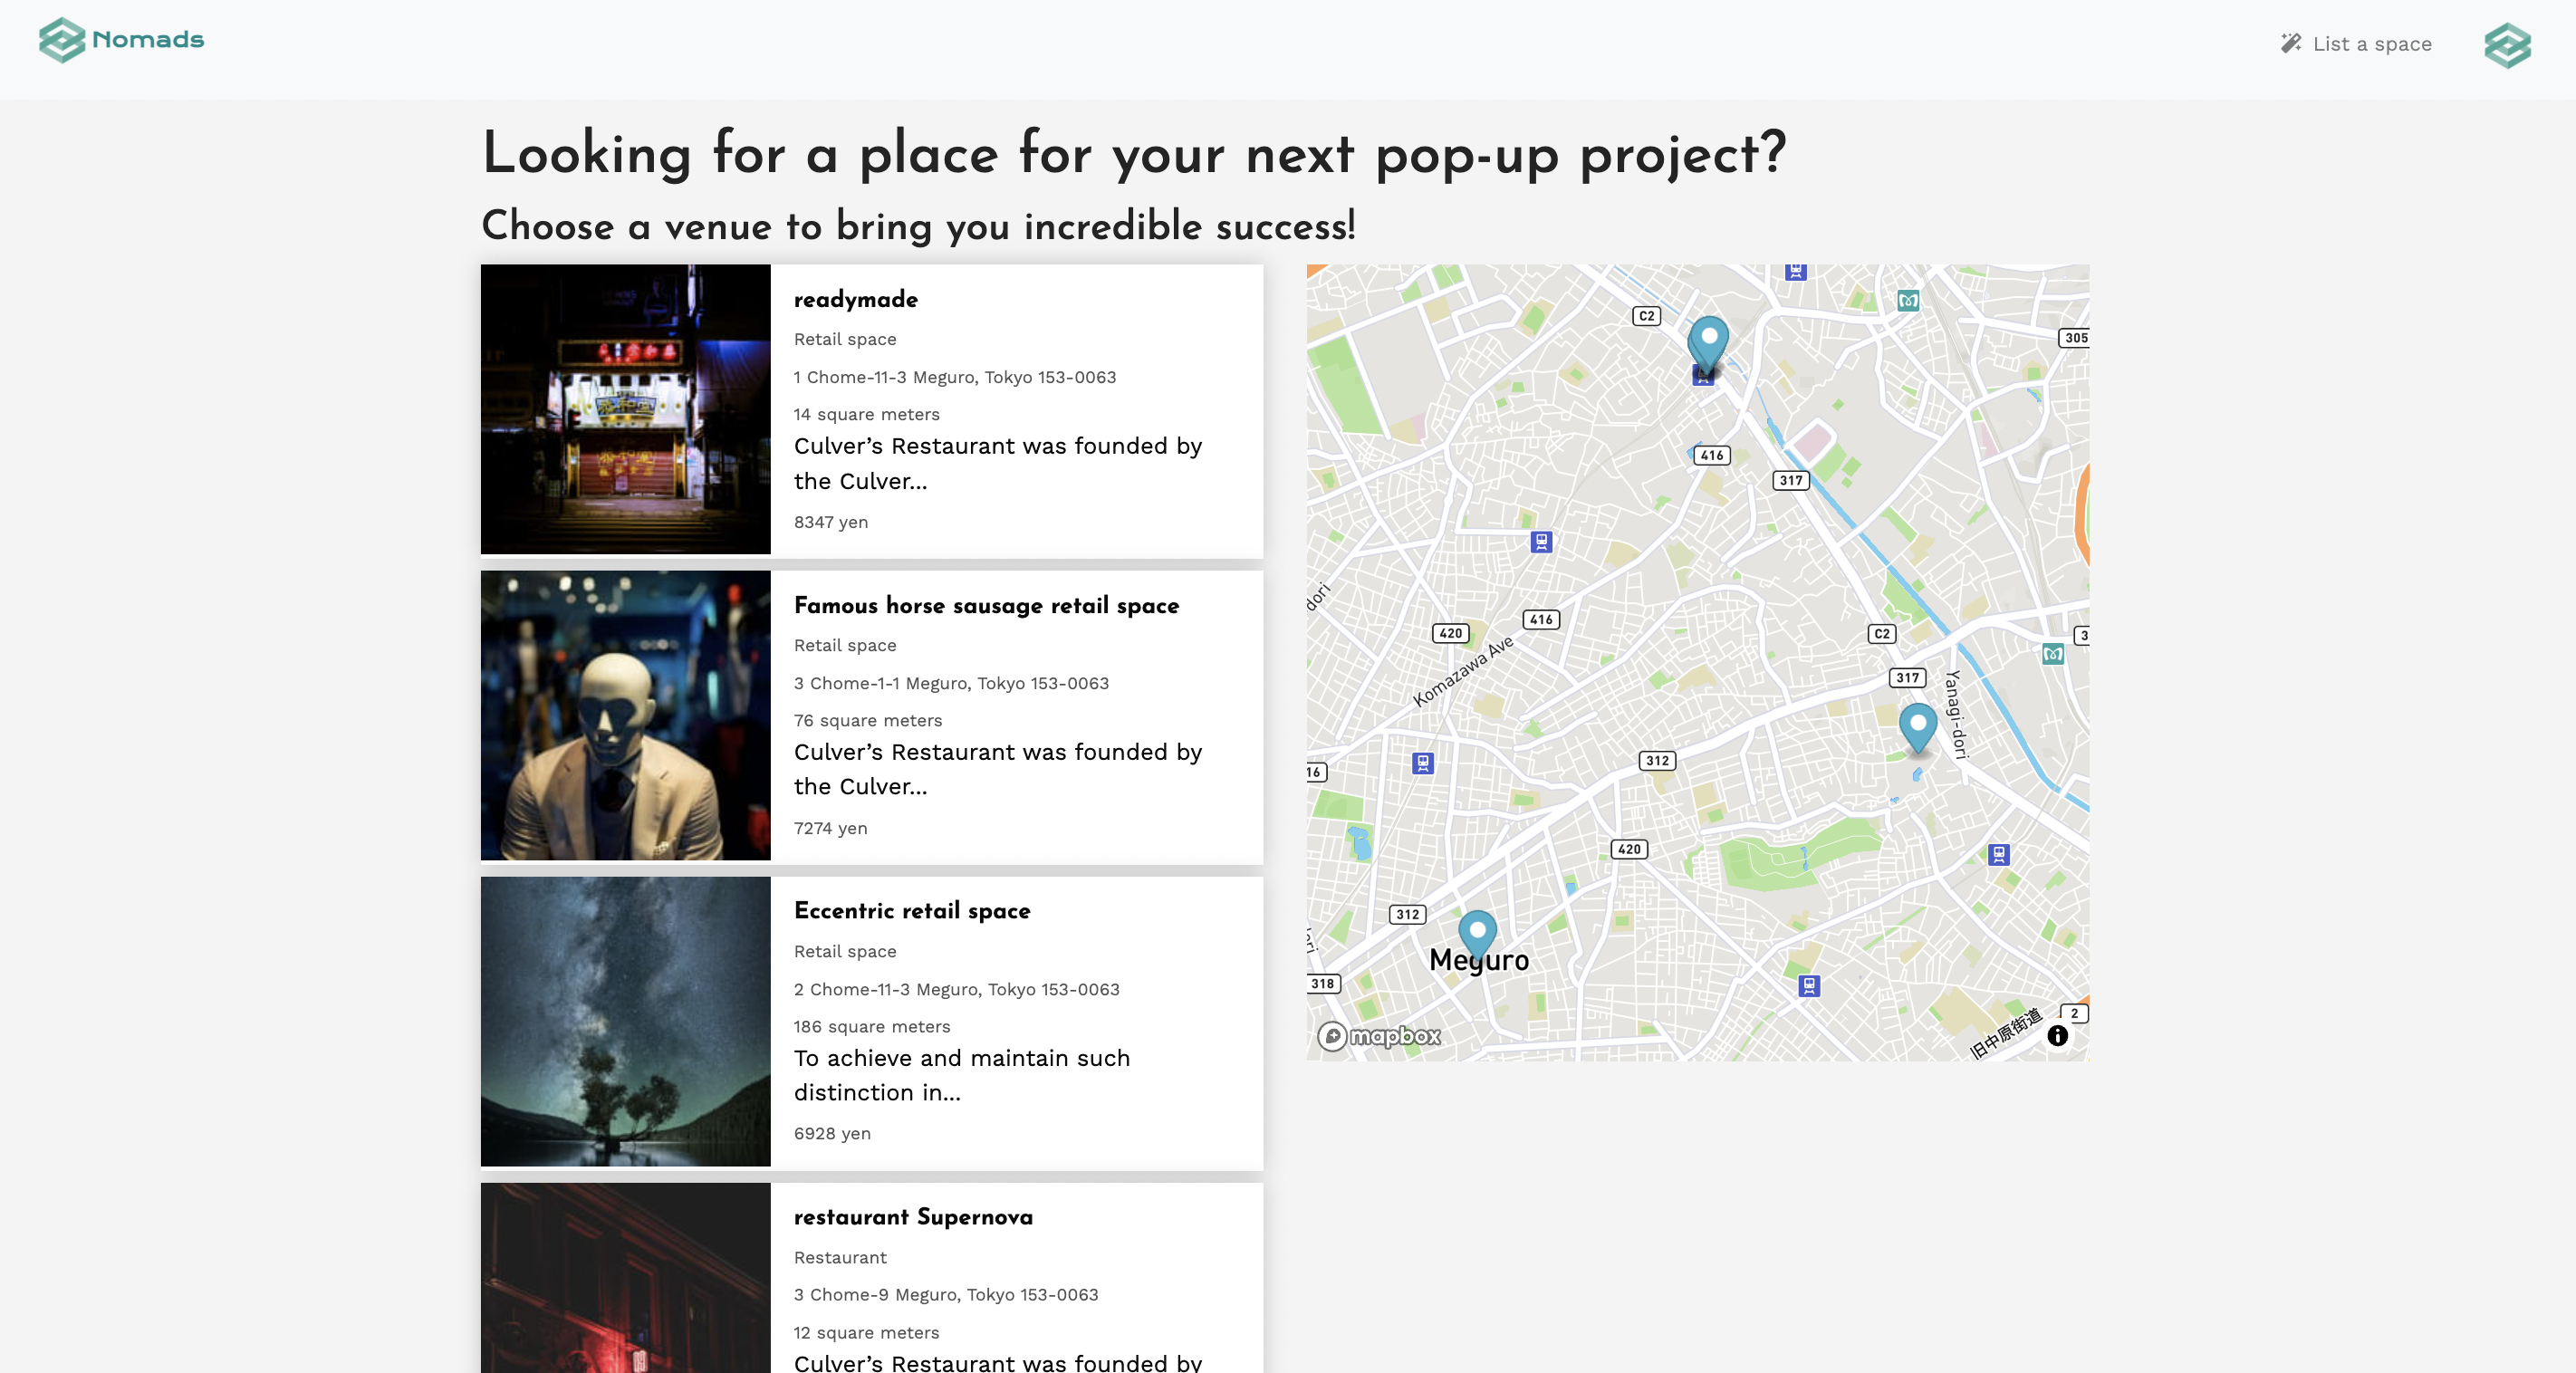 Nomads
List a space
Looking for a place for your next pop-up project?
Choose a venue to bring you incredible success!
readymade
Retail space
1 Chome-11-3 Meguro, Tokyo 153-0063
14 square meters
Culver’s Restaurant was founded by
the Culver...
8347 yen
Famous horse sausage retail space
Retail space
3 Chome-1-1 Meguro, Tokyo 153-0063
76 square meters
Culver’s Restaurant was founded by
the Culver...
7274 yen
Eccentric retail space
Retail space
2 Chome-11-3 Meguro, Tokyo 153-0063
186 square meters
To achieve and maintain such
distinction in...
6928 yen
restaurant Supernova
Restaurant
3 Chome-9 Meguro, Tokyo 153-0063
12 square meters
Culver’s Restaurant was founded by
C2
305
416
317
dori
420
416
C2
3
Komazawa Ave
317
Yanagi-dori
16
312
420
312
Meguro
318
2
旧中原街道
mapbox